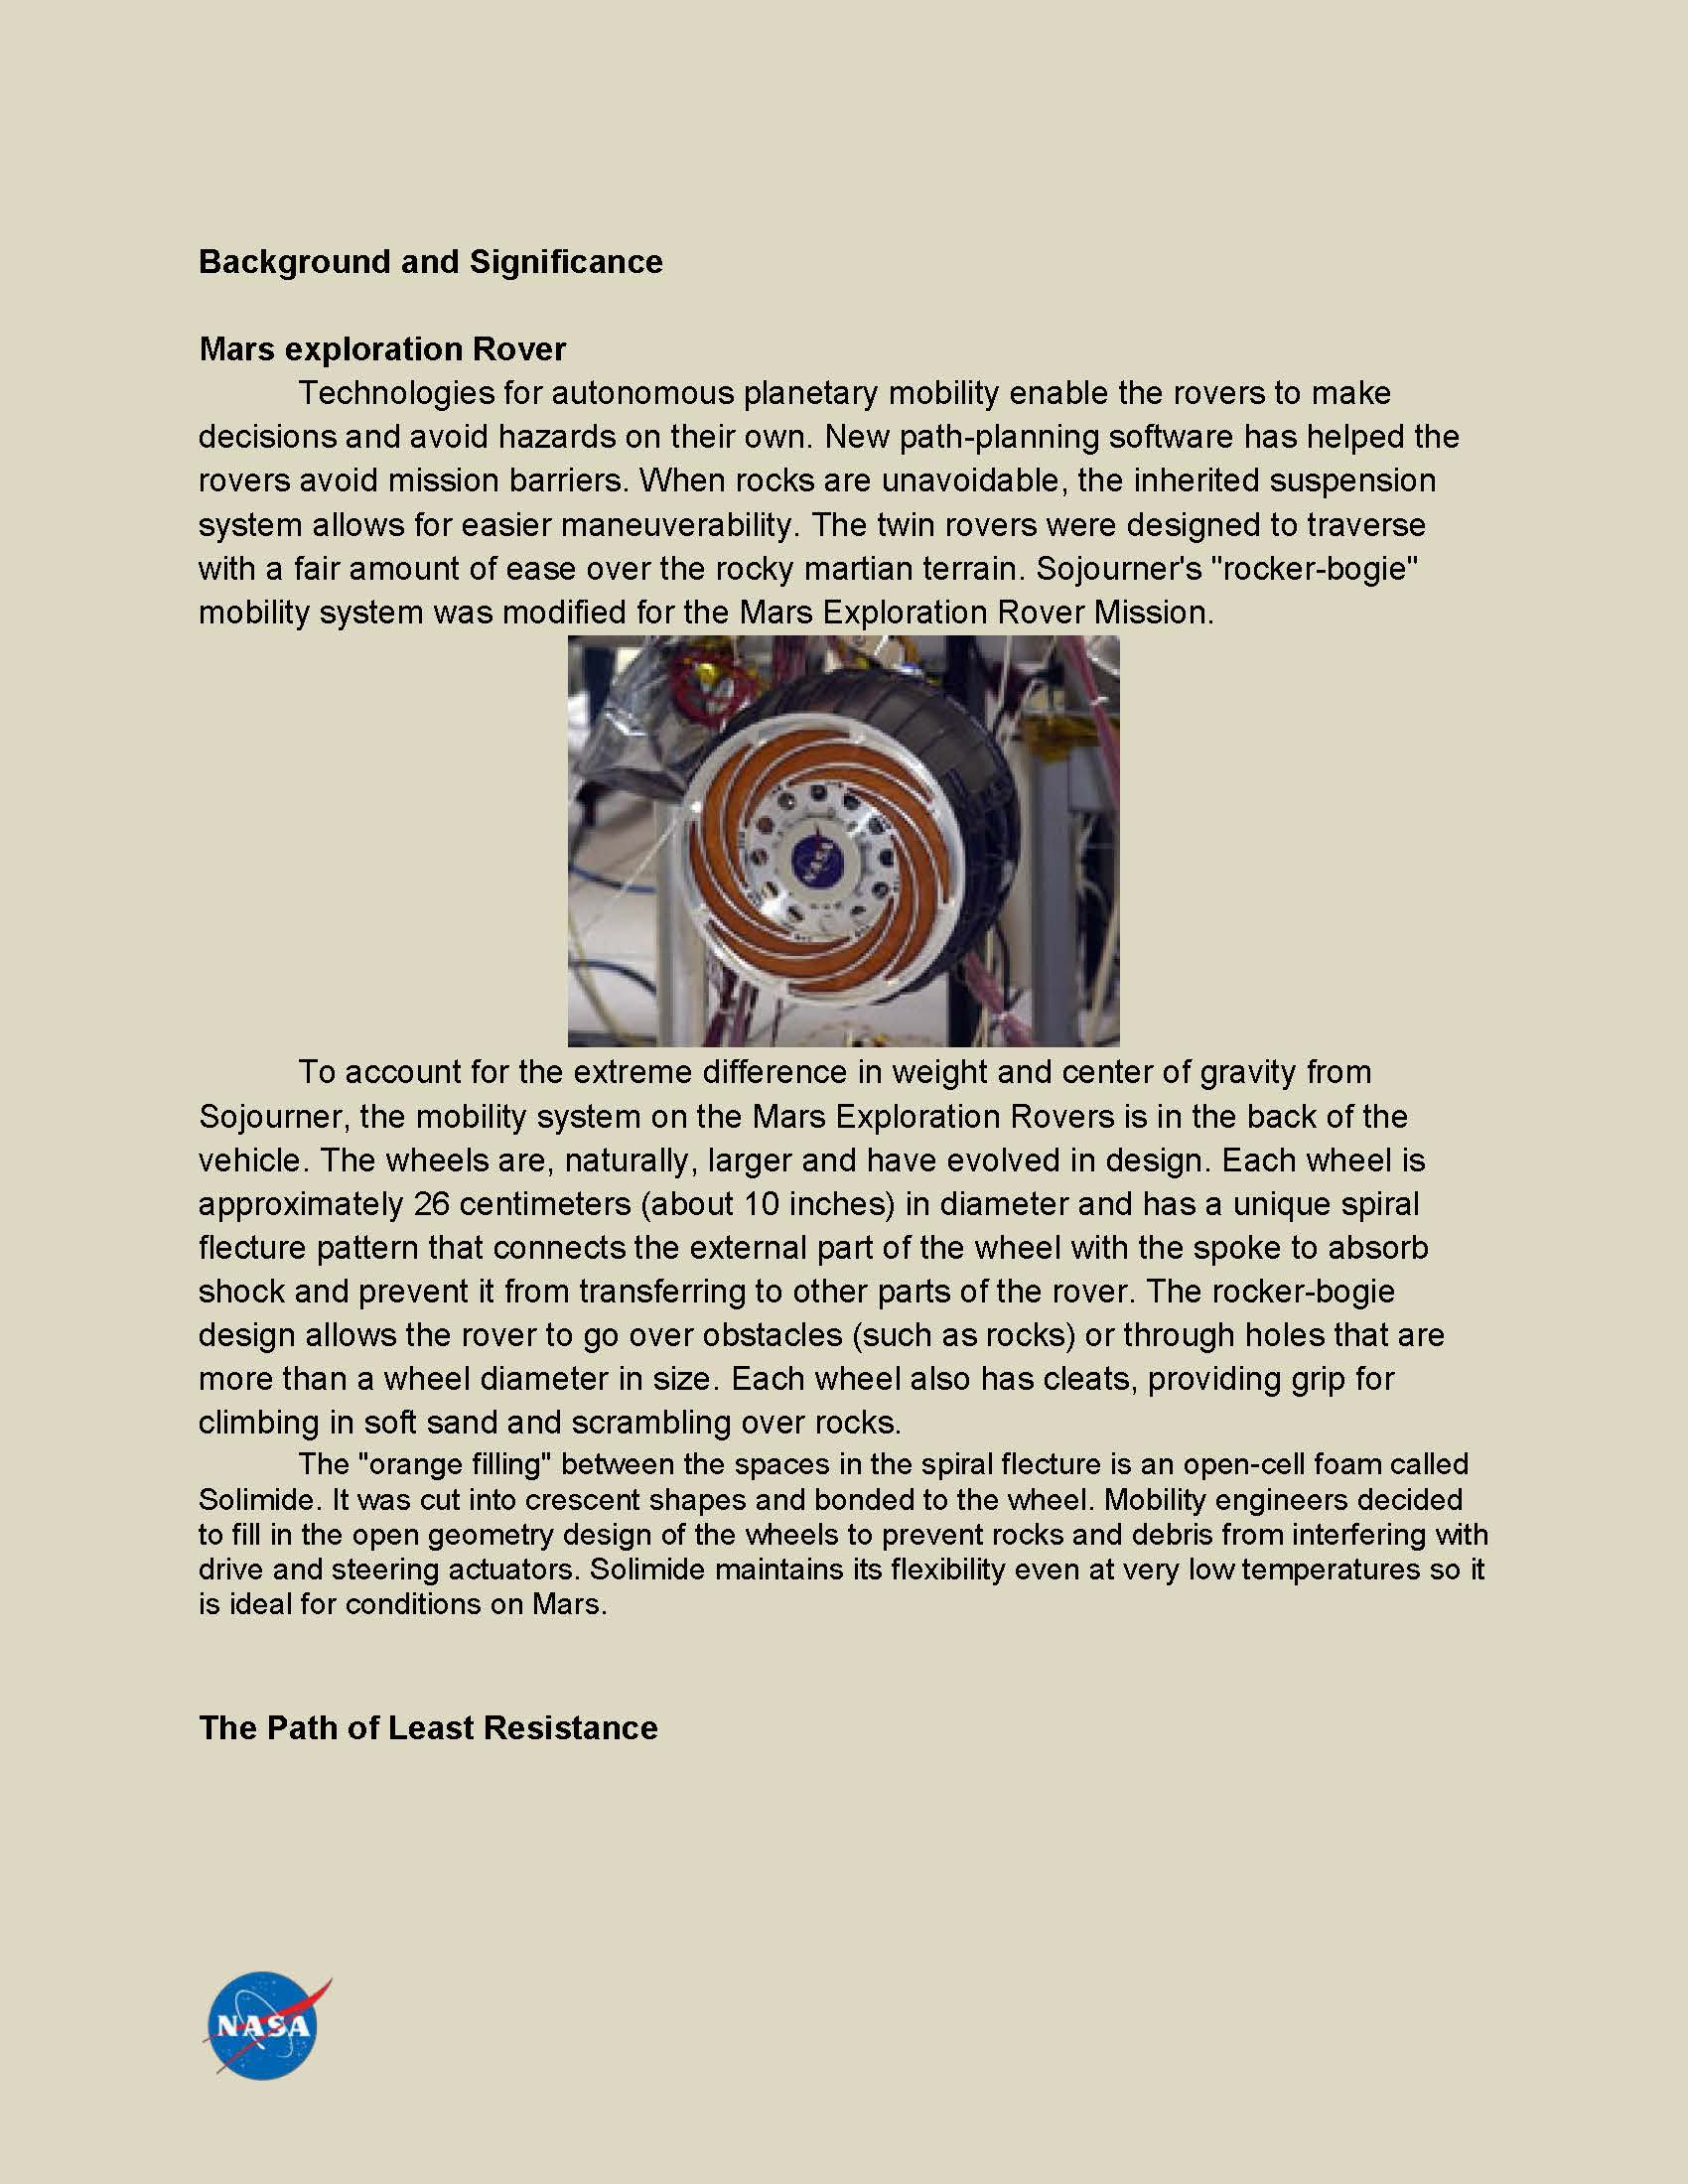 Background and Significance
Mars exploration Rover
Technologies for autonomous planetary mobility enable the rovers to make
decisions and avoid hazards on their own. New path-planning software has helped the
rovers avoid mission barriers. When rocks are unavoidable, the inherited suspension
system allows for easier maneuverability. The twin rovers were designed to traverse
with a fair amount of ease over the rocky martian terrain. Sojourner's "rocker-bogie"
mobility system was modified for the Mars Exploration Rover Mission.
NASA
To account for the extreme difference in weight and center of gravity from
Sojourner, the mobility system on the Mars Exploration Rovers is in the back of the
vehicle. The wheels are, naturally, larger and have evolved in design. Each wheel is
approximately 26 centimeters (about 10 inches) in diameter and has a unique spiral
flecture pattern that connects the external part of the wheel with the spoke to absorb
shock and prevent it from transferring to other parts of the rover. The rocker-bogie
design allows the rover to go over obstacles (such as rocks) or through holes that are
more than a wheel diameter in size. Each wheel also has cleats, providing grip for
climbing in soft sand and scrambling over rocks.
The "orange filling" between the spaces in the spiral flecture is an open-cell foam called
Solimide. It was cut into crescent shapes and bonded to the wheel. Mobility engineers decided
to fill in the open geometry design of the wheels to prevent rocks and debris from interfering with
drive and steering actuators. Solimide maintains its flexibility even at very low temperatures so it
is ideal for conditions on Mars.
The Path of Least Resistance
NASA